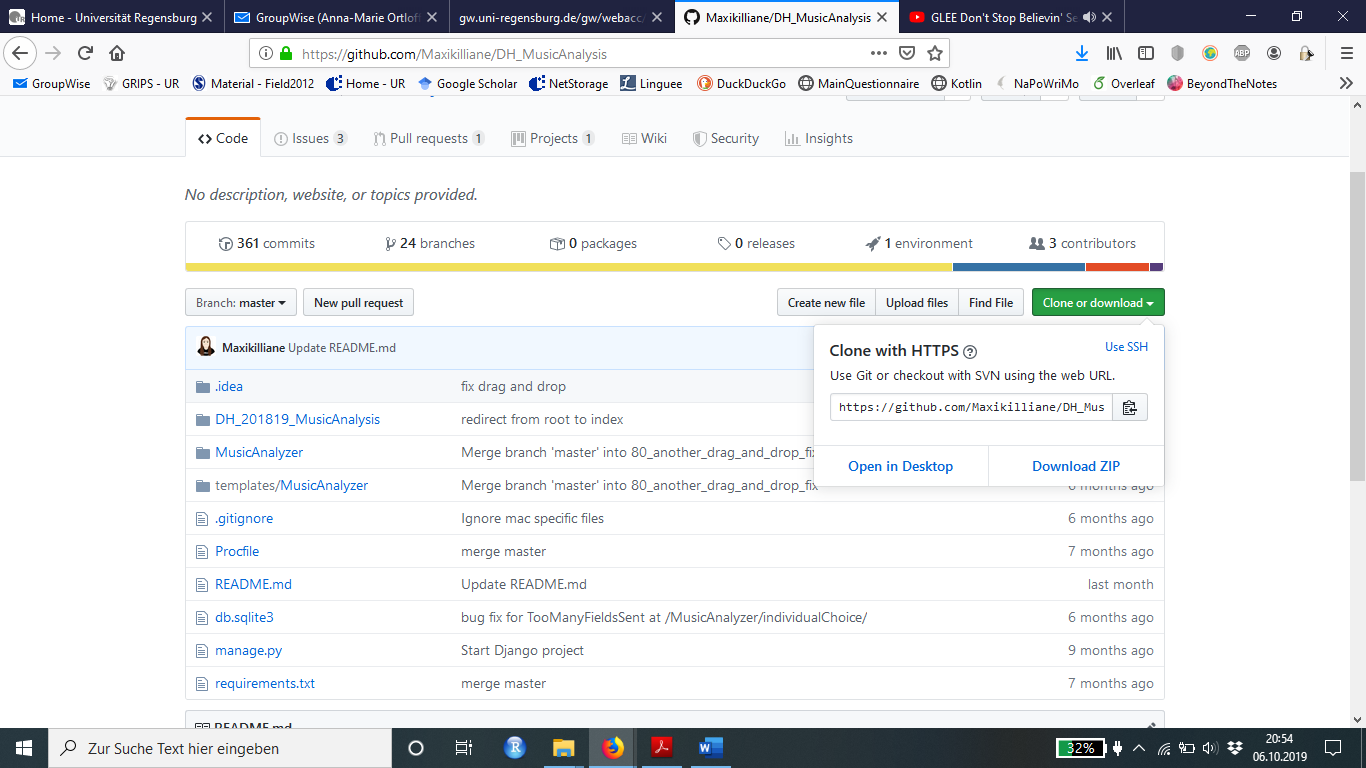 Home - Universität Regensburg
GroupWise (Anna-Marie Ortloff
gw.uni-regensburg.de/gw/webacc/
Maxikilliane/DH_MusicAnalysis
GLEE Don't Stop Believin' Se
https://github.com/Maxikilliane/DH_MusicAnalysis
ABP
GroupWise
GRIPS - UR
Material - Field2012
Home - UR
Google Scholar
NetStorage
Linguee
DuckDuckGo
MainQuestionnaire
Kotlin
NaPoWriMo
Overleaf
BeyondTheNotes
Code
Issues 3
Pull requests 1
Projects 1
Wiki
Security
Insights
No description, website, or topics provided.
361 commits
24 branches
0 packages
0 releases
1 environment
3 contributors
Branch: master
New pull request
Create new file
Upload files
Find File
Clone or download
Maxikilliane Update README.md
Clone with HTTPS
Use SSH
Use Git or checkout with SVN using the web URL.
https://github.com/Maxikilliane/DH_Mus
Open in Desktop
Download ZIP
.idea
fix drag and drop
DH_201819_MusicAnalysis
redirect from root to index
MusicAnalyzer
Merge branch 'master' into 80_another_drag_and_drop_fix
templates/MusicAnalyzer
Merge branch 'master' into 80_another_drag_and_drop_fix
6 months ago
.gitignore
Ignore mac specific files
6 months ago
Procfile
merge master
7 months ago
README.md
Update README.md
last month
db.sqlite3
bug fix for TooManyFieldsSent at /MusicAnalyzer/individualChoice/
6 months ago
manage.py
Start Django project
9 months ago
requirements.txt
merge master
7 months ago
README.md
Zur Suche Text hier eingeben
32%
20:54
06.10.2019